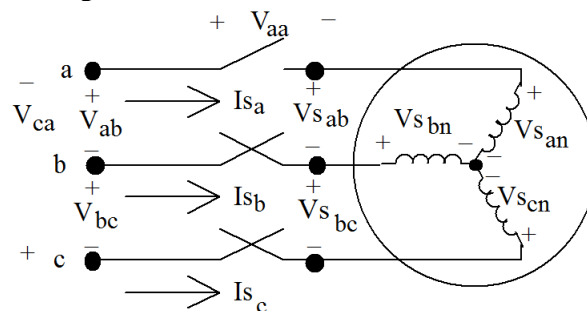 + Vaa −
a Isa + Vsab Vsbn + Vsan
− Vca + Vab
b − − + − − −
+ Vbc Isb + Vsbc Vscn
+ c − − +
Isc